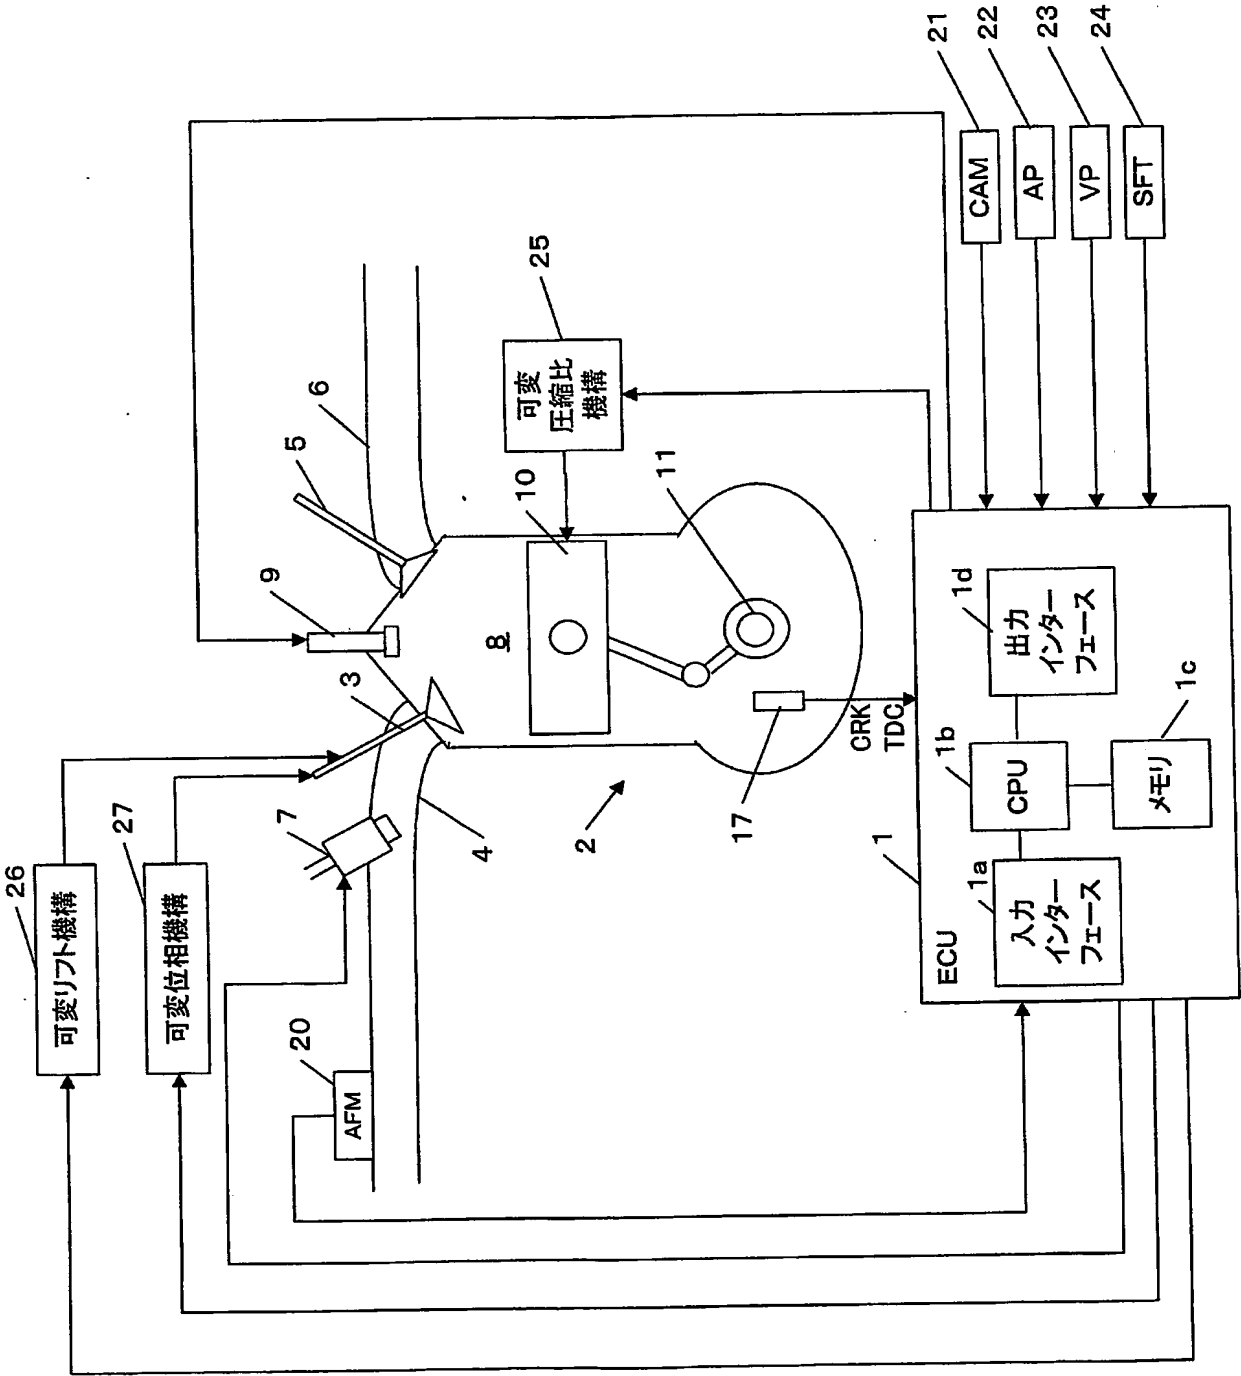 26
可変リフト機構
27
可変位相機構
20
AFM
7
4
3
9
5
6
8
10
25
可変
圧縮比
機構
11
2
17
CRK
TDC
1
ECU
1a
入力
インター
フェース
1b
CPU
1c
メモリ
1d
出力
インター
フェース
21
CAM
22
AP
23
VP
24
SFT